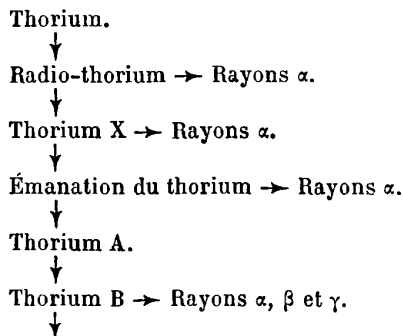 Thorium.
Radio-thorium → Rayons α.
Thorium X → Rayons α.
Émanation du thorium → Rayons α.
Thorium A.
Thorium B → Rayons α, β et γ.